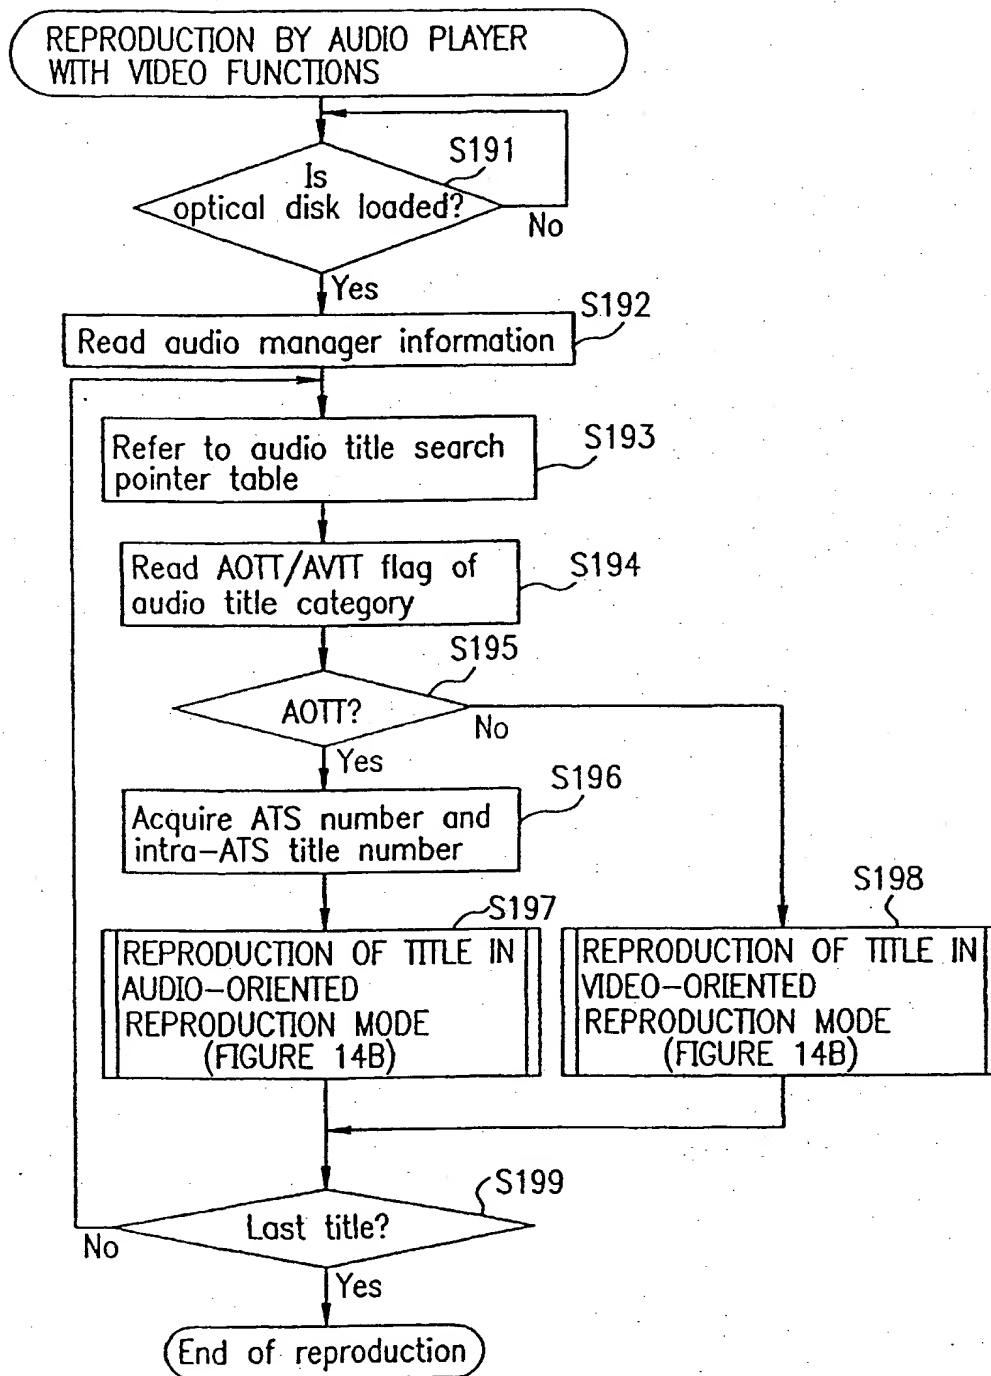 REPRODUCTION BY AUDIO PLAYER
WITH VIDEO FUNCTIONS
S191
Is
optical disk loaded?
No
Yes
S192
Read audio manager information
S193
Refer to audio title search
pointer table
S194
Read AOTT/AVTT flag of
audio title category
S195
AOTT?
No
Yes
S196
Acquire ATS number and
intra-ATS title number
S197
REPRODUCTION OF TITLE IN
AUDIO-ORIENTED
REPRODUCTION MODE
(FIGURE 14B)
S198
REPRODUCTION OF TITLE IN
VIDEO-ORIENTED
REPRODUCTION MODE
(FIGURE 14B)
S199
Last title?
No
Yes
End of reproduction